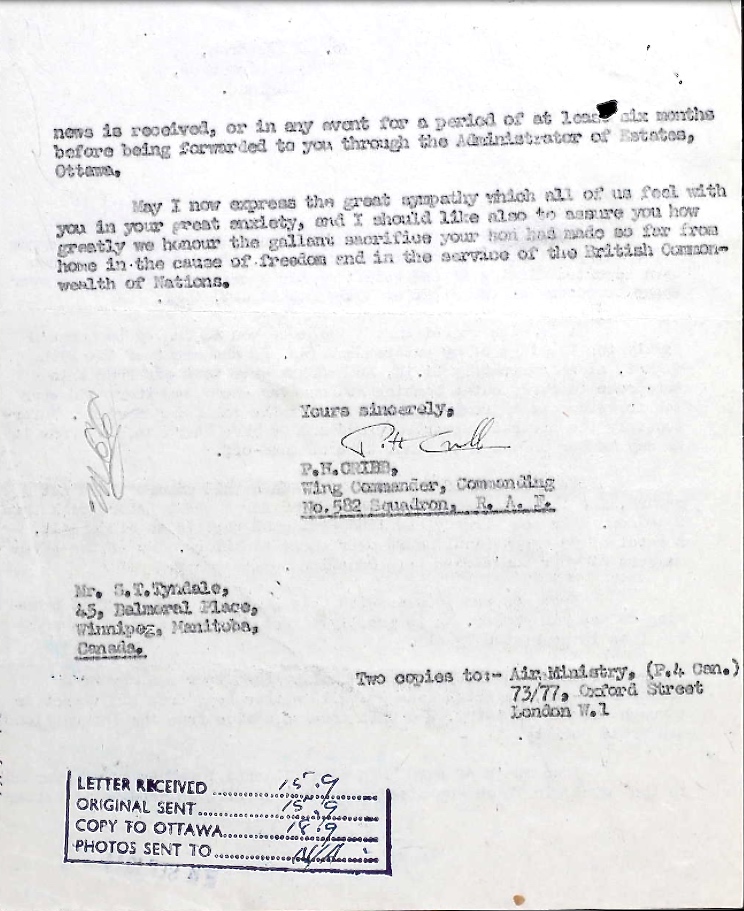 news is received, or in any event for a period of at least six months
before being forwarded to you through the Administrator of Estates,
Ottawa.
May I now express the great sympathy which all of us feel with
you in your great anxiety, and I should like also to assure you how
greatly we honour the gallant sacrifice your son had made so far from
home in the cause of freedom and in the service of the British Common-
wealth of Nations.
Yours sincerely,
P.H. CRIBB,
Wing Commander, Commanding
No.582 Squadron, R. A. F.
Mr. S.T.Tyndale,
45, Balmoral Place,
Winnipeg, Manitoba,
Canada.
Two copies to:- Air Ministry, (P.4 Can.)
73/77, Oxford Street
London W.1
LETTER RECEIVED 15.9
ORIGINAL SENT 15.9
COPY TO OTTAWA 18.9
PHOTOS SENT TO N/A